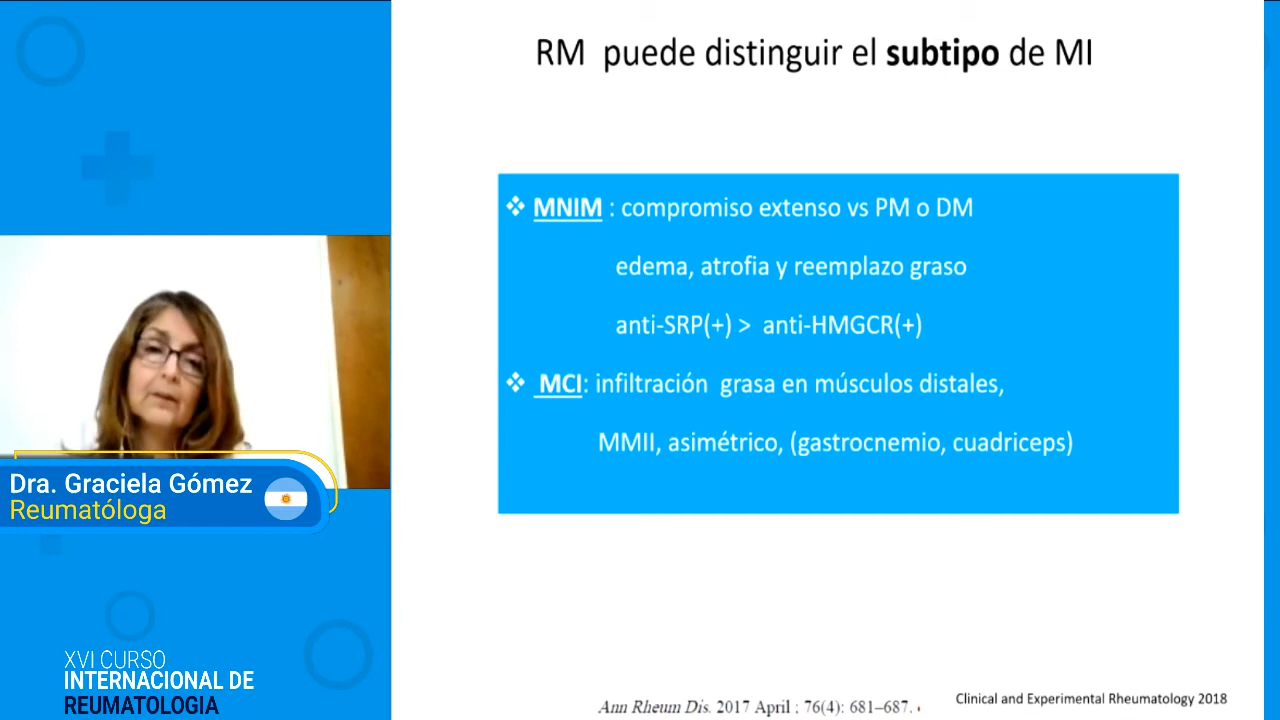 RM puede distinguir el subtipo de MI
❖ MNIM : compromiso extenso vs PM o DM
edema, atrofia y reemplazo graso
anti-SRP(+) > anti-HMGCR(+)
❖ MCI: infiltración grasa en músculos distales,
MMII, asimétrico, (gastrocnemio, cuadriceps)
Dra. Graciela Gómez
Reumatóloga
XVI CURSO
INTERNACIONAL DE
REUMATOLOGIA
Ann Rheum Dis. 2017 April ; 76(4): 681–687.
Clinical and Experimental Rheumatology 2018